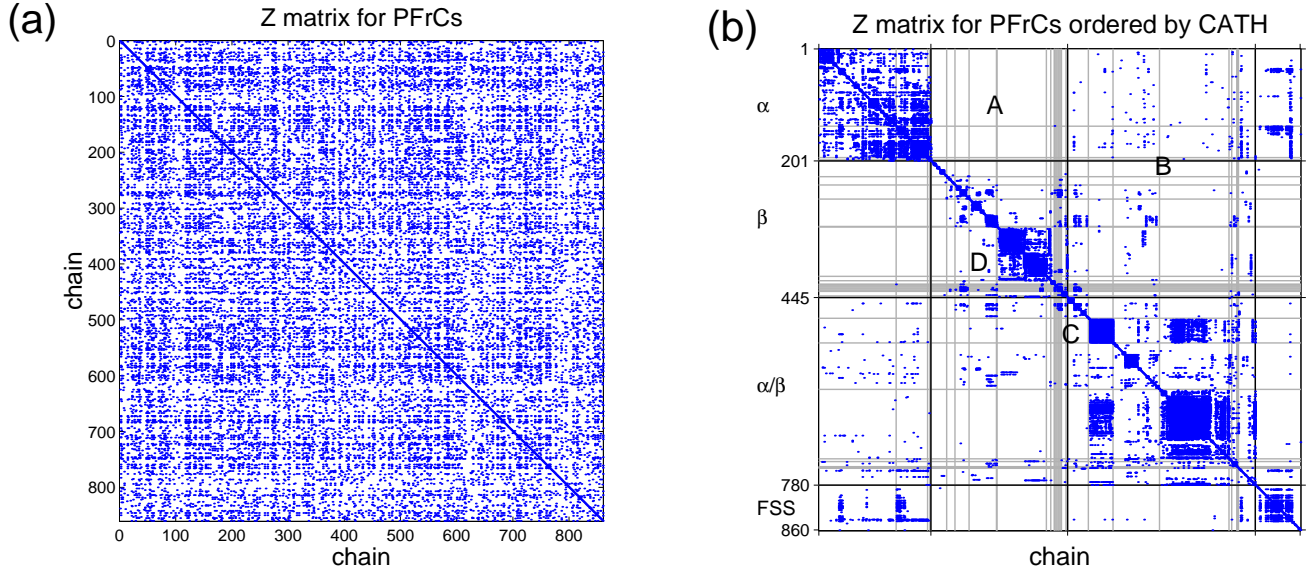 (a)
Z matrix for PFrCs
0
100
200
300
400
500
600
700
800
chain
0 100 200 300 400 500 600 700 800
chain
(b)
Z matrix for PFrCs ordered by CATH
1
α
201
β
445
α/β
780
FSS
860
A
B
D
C
chain